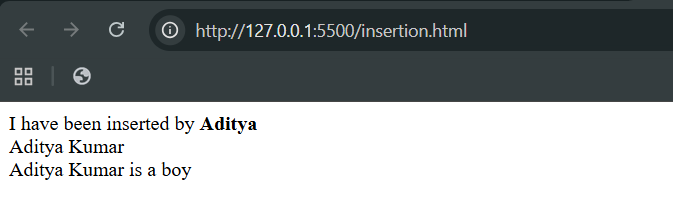 http://127.0.0.1:5500/insertion.html
I have been inserted by Aditya
Aditya Kumar
Aditya Kumar is a boy